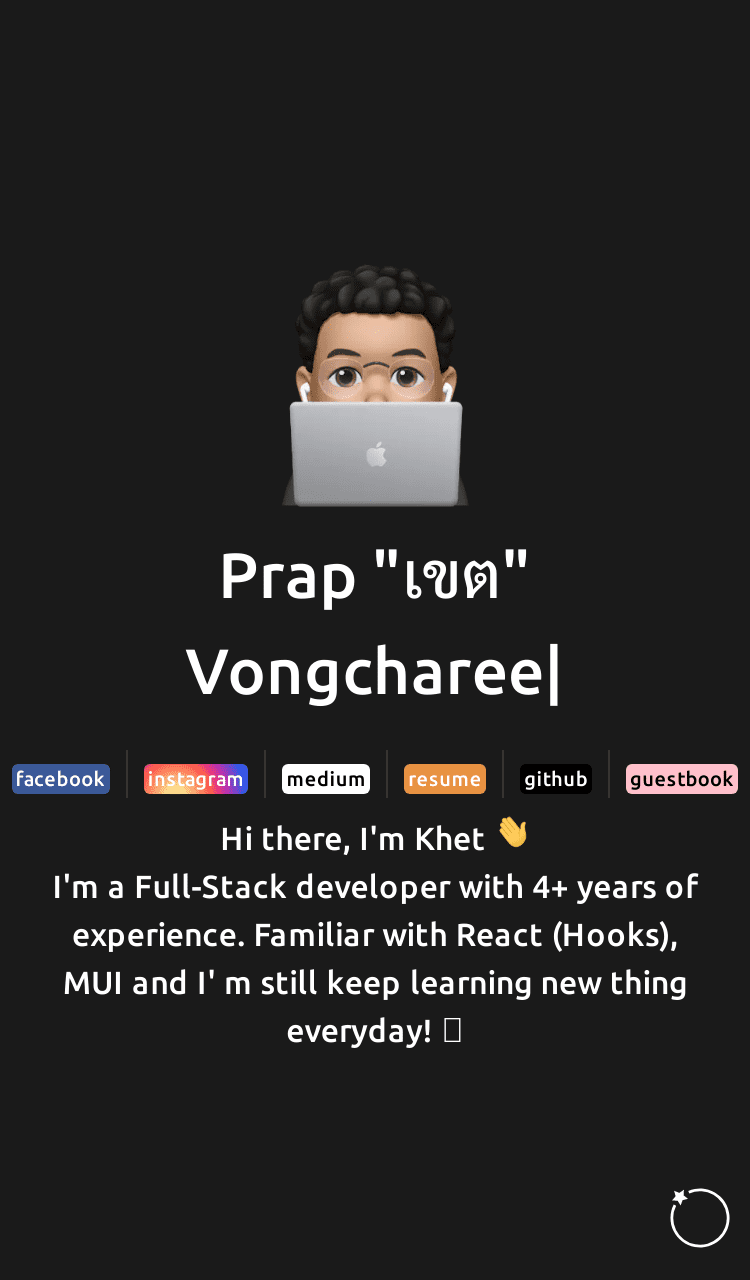 Prap "เขต"
Vongcharee|
facebook instagram medium resume github guestbook
Hi there, I'm Khet 👋
I'm a Full-Stack developer with 4+ years of
experience. Familiar with React (Hooks),
MUI and I' m still keep learning new thing
everyday!